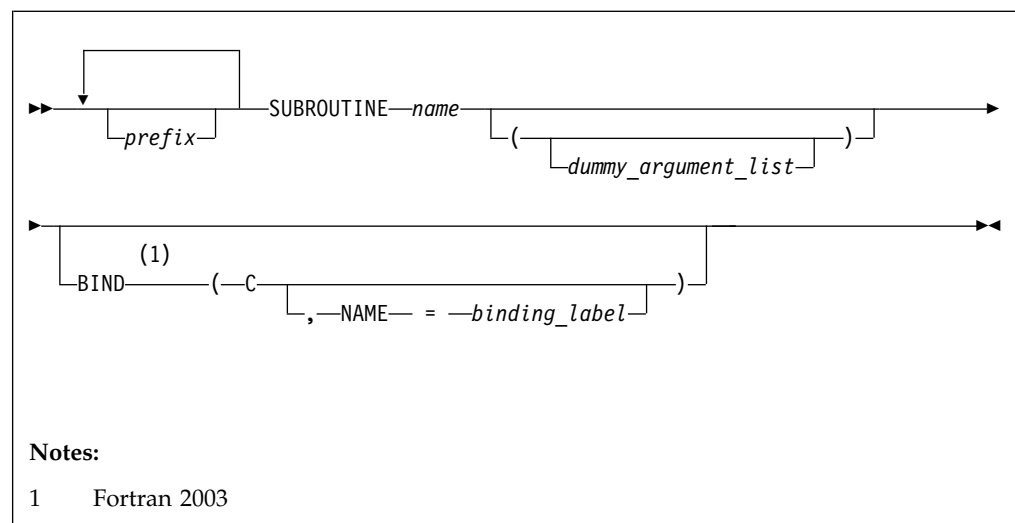 SUBROUTINE name
prefix ( dummy_argument_list )
(1)
BIND ( C )
, NAME = binding_label
Notes:
1 Fortran 2003